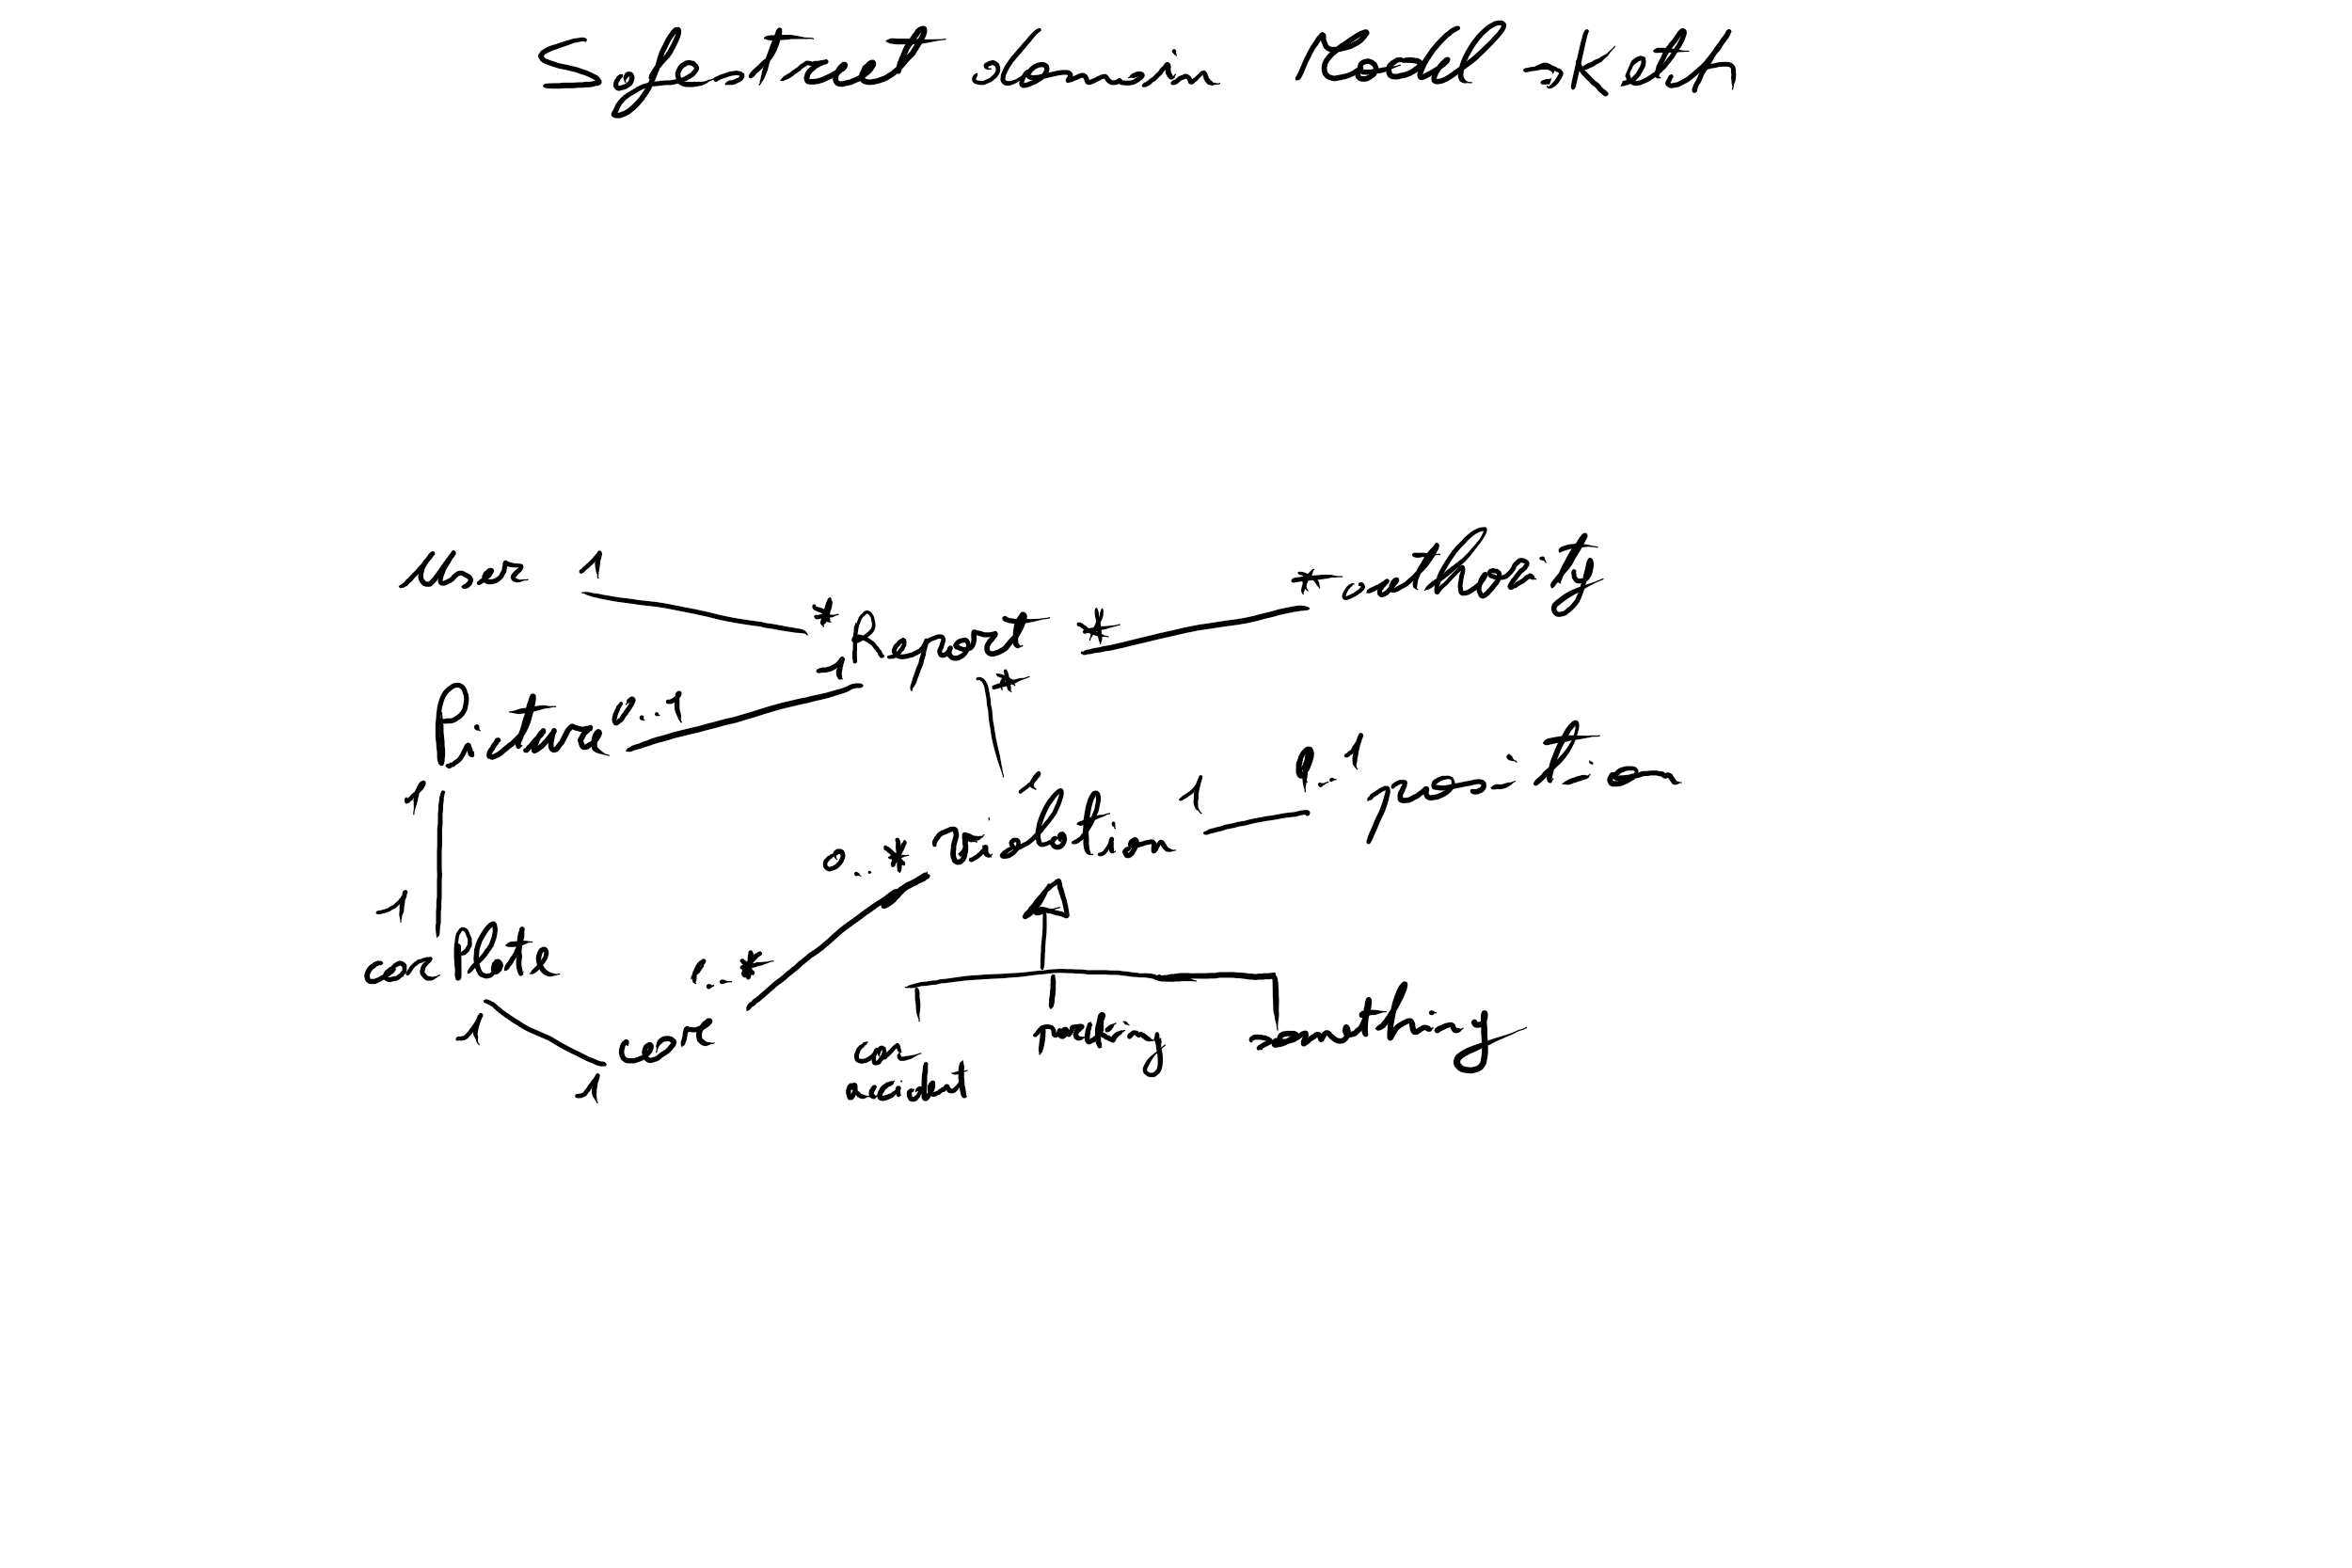 Safestreet domain Model sketh
User 1
* authority
* Report *
1
*
Picture 0..1
1
1
0..1 position
0..* violation 1
1
car Plate
1..*
1
car
1
car
accident
parking
something